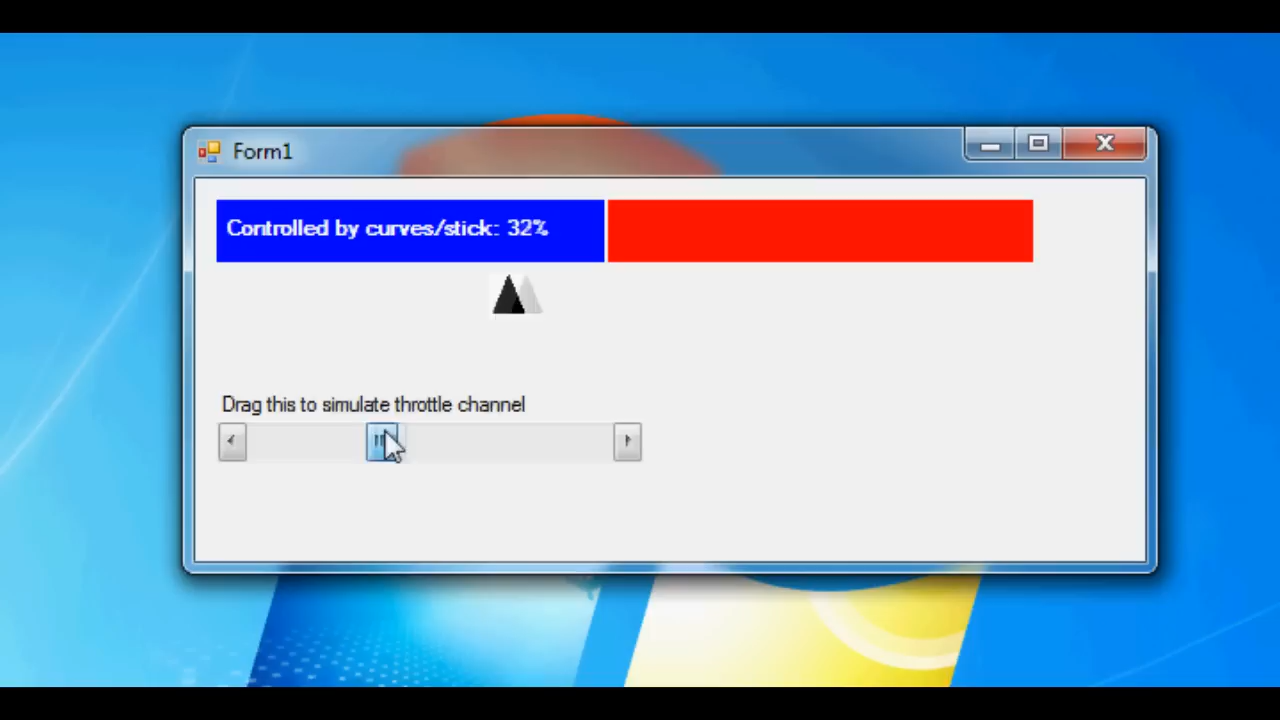 Form1
Controlled by curves/stick: 32%
Drag this to simulate throttle channel